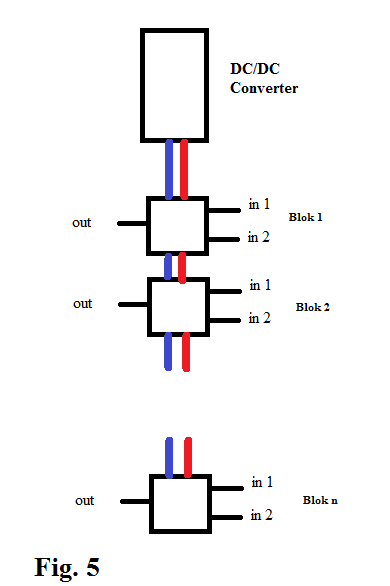 DC/DC
Converter
in 1
out
Blok 1
in 2
in 1
out
Blok 2
in 2
in 1
out
Blok n
in 2
Fig. 5